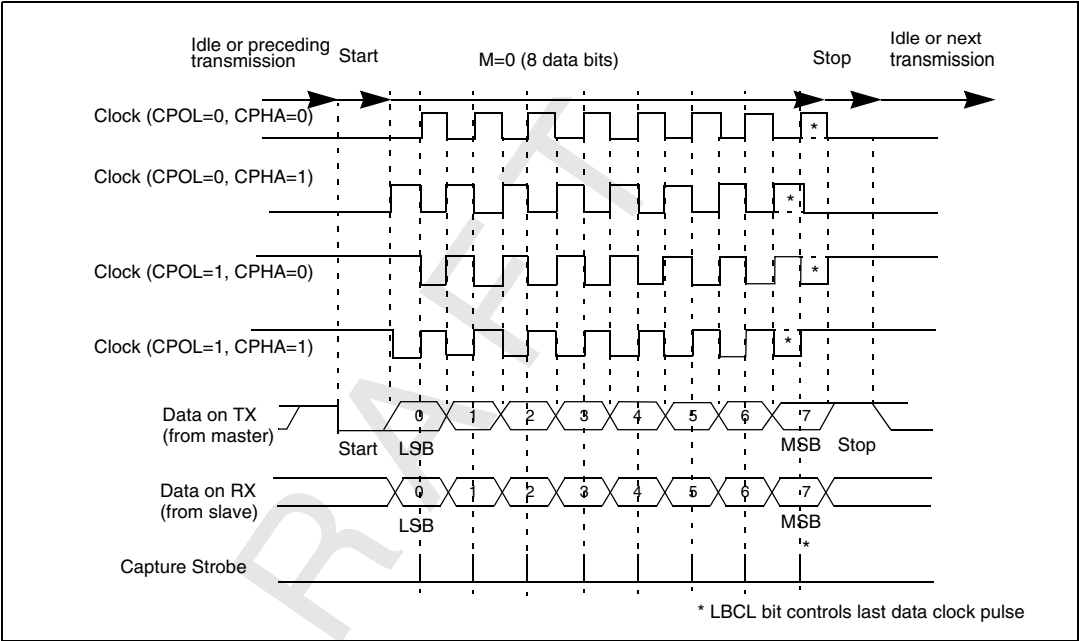 Idle or preceding
transmission
Start
M=0 (8 data bits)
Stop
Idle or next
transmission
Clock (CPOL=0, CPHA=0)
*
Clock (CPOL=0, CPHA=1)
*
Clock (CPOL=1, CPHA=0)
*
Clock (CPOL=1, CPHA=1)
*
Data on TX
(from master)
0 1 2 3 4 5 6 7
Start LSB MSB Stop
Data on RX
(from slave)
0 1 2 3 4 5 6 7
LSB MSB
*
Capture Strobe
* LBCL bit controls last data clock pulse
RAFT